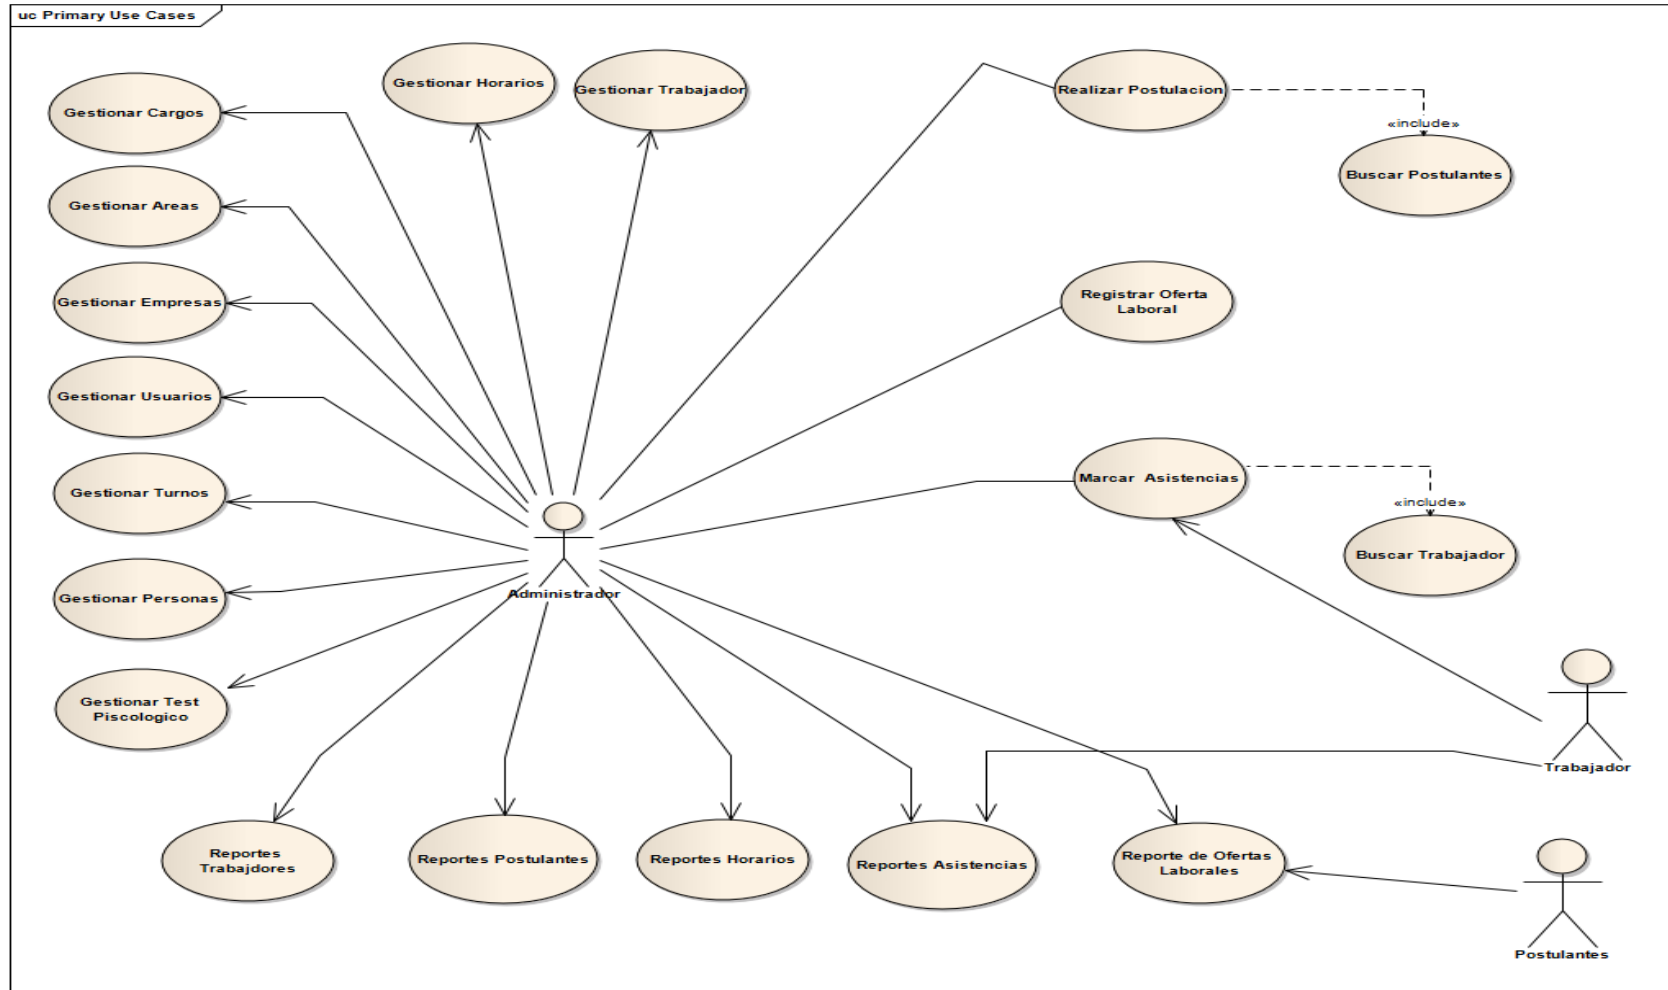 uc Primary Use Cases
Gestionar Horarios
Gestionar Trabajador
Realizar Postulacion
Gestionar Cargos
«include»
Buscar Postulantes
Gestionar Areas
Gestionar Empresas
Registrar Oferta
Laboral
Gestionar Usuarios
Marcar Asistencias
Gestionar Turnos
«include»
Buscar Trabajador
Gestionar Personas
Administrador
Gestionar Test
Piscologico
Trabajador
Reportes
Trabajdores
Reportes Postulantes
Reportes Horarios
Reportes Asistencias
Reporte de Ofertas
Laborales
Postulantes